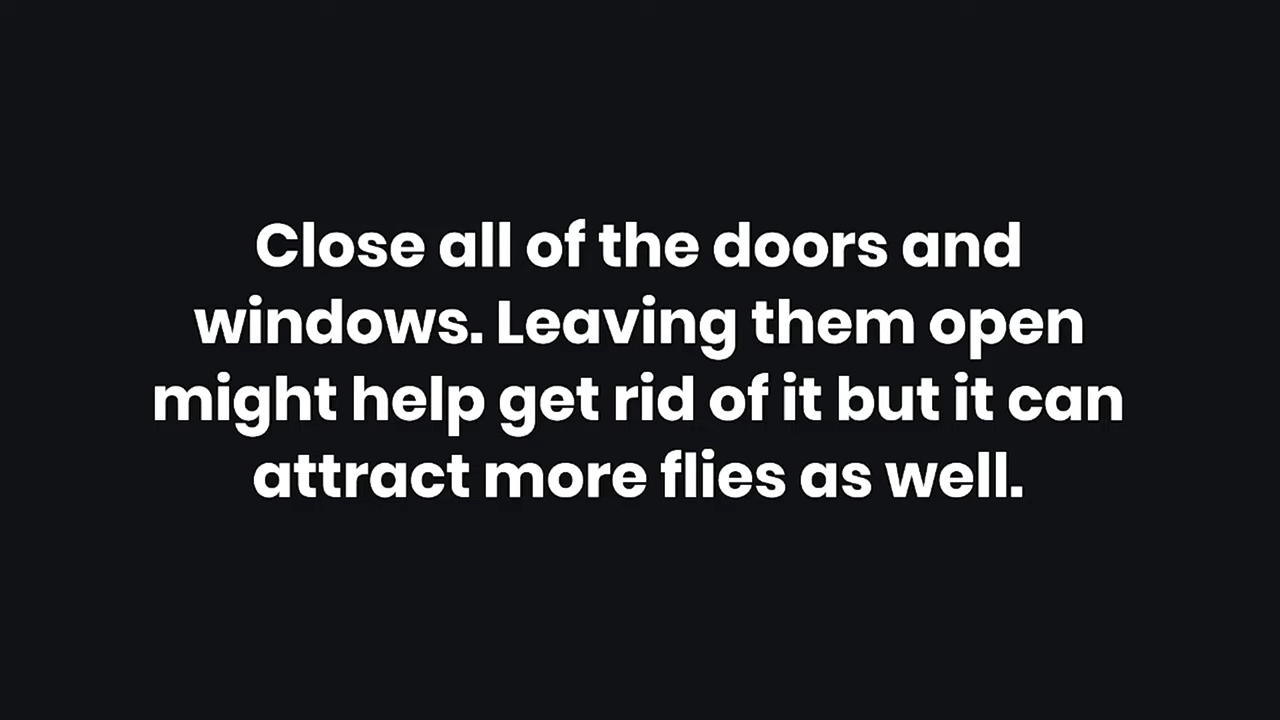 Close all of the doors and
windows. Leaving them open
might help get rid of it but it can
attract more flies as well.